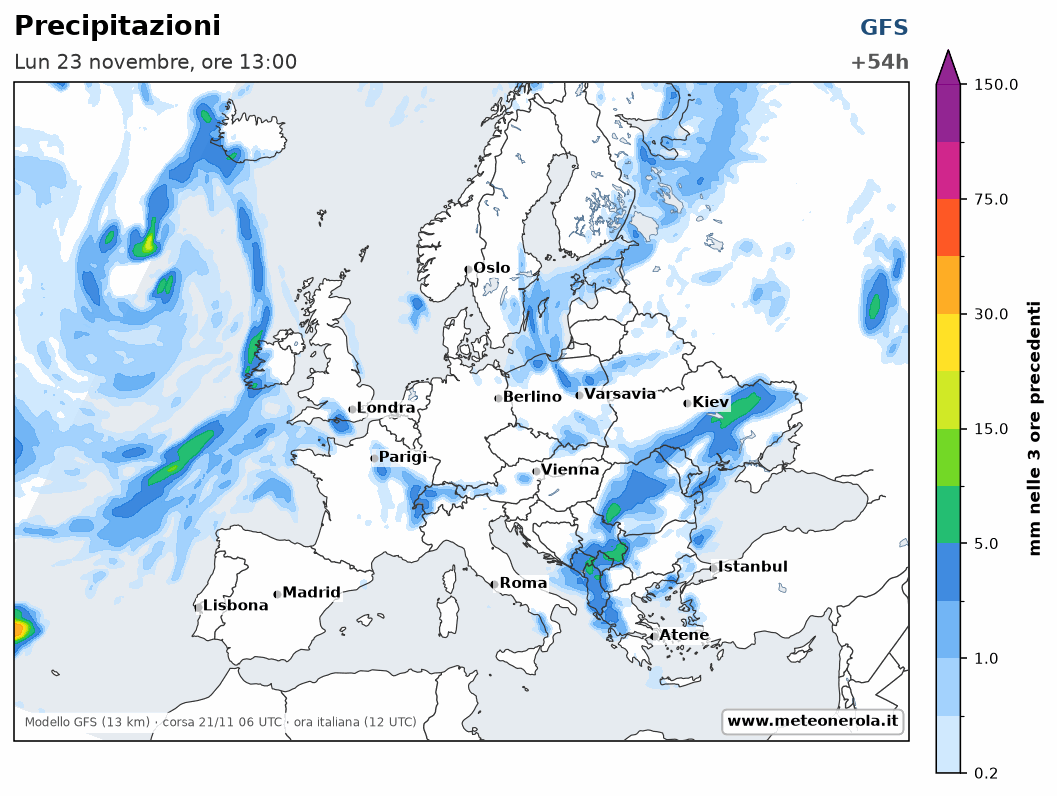 Precipitazioni
GFS
Lun 23 novembre, ore 13:00
+54h
150.0
75.0
30.0
15.0
5.0
1.0
0.2
mm nelle 3 ore precedenti
Oslo
Berlino
Varsavia
Kiev
Londra
Parigi
Vienna
Istanbul
Roma
Madrid
Lisbona
Atene
Modello GFS (13 km) · corsa 21/11 06 UTC · ora italiana (12 UTC)
www.meteonerola.it